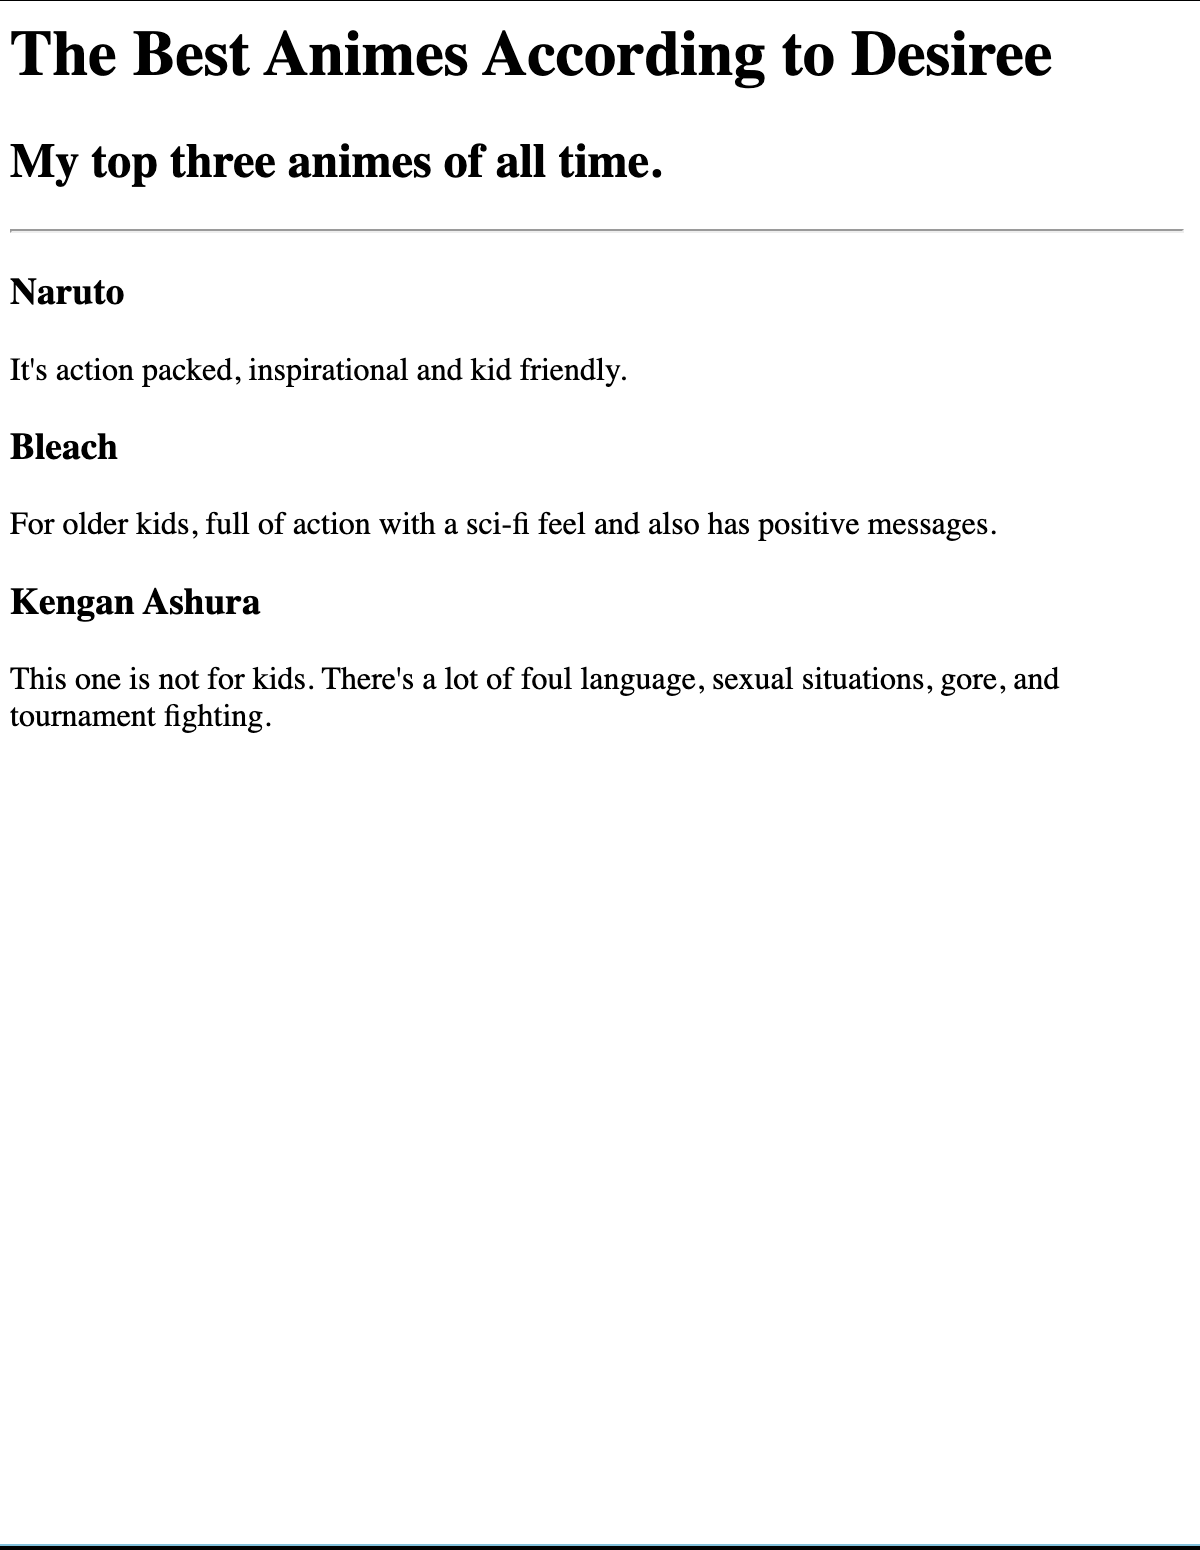 The Best Animes According to Desiree
My top three animes of all time.
Naruto
It's action packed, inspirational and kid friendly.
Bleach
For older kids, full of action with a sci-fi feel and also has positive messages.
Kengan Ashura
This one is not for kids. There's a lot of foul language, sexual situations, gore, and
tournament fighting.